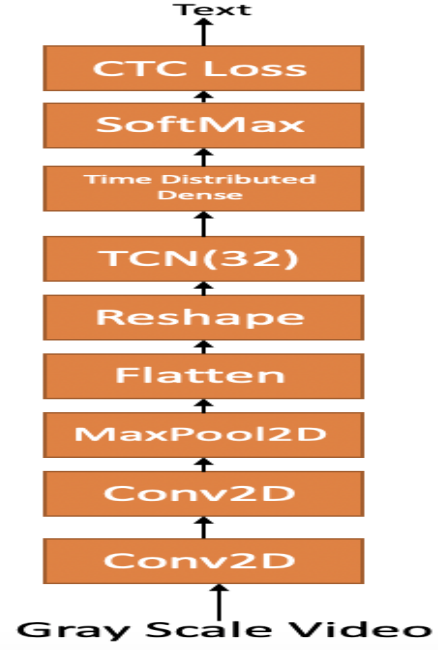 Text
CTC Loss
SoftMax
Time Distributed
Dense
TCN(32)
Reshape
Flatten
MaxPool2D
Conv2D
Conv2D
Gray Scale Video